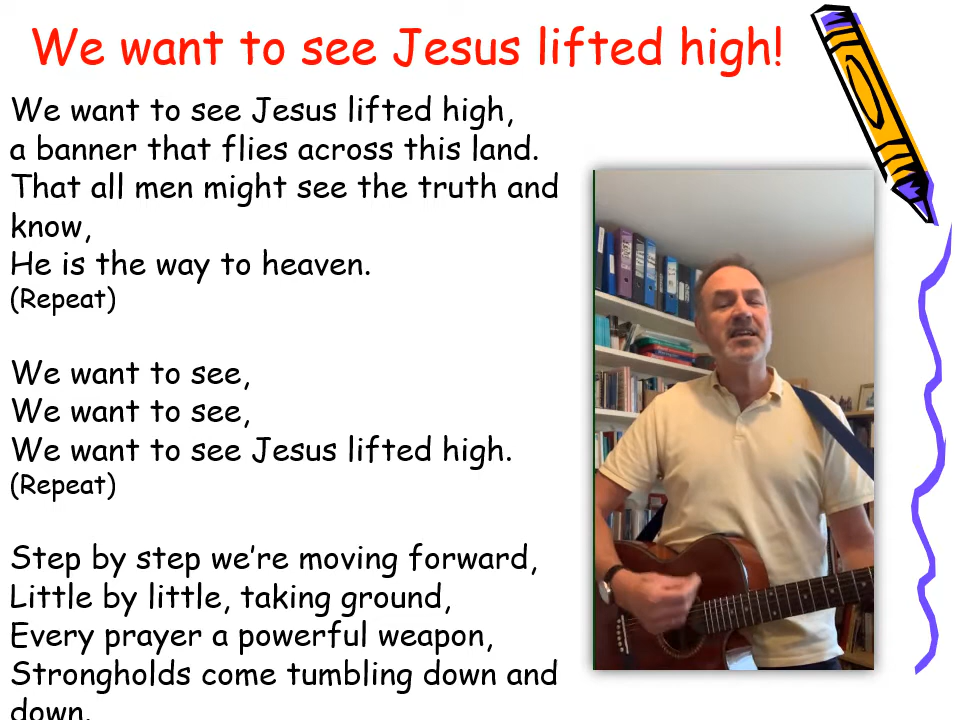 We want to see Jesus lifted high!
We want to see Jesus lifted high,
a banner that flies across this land.
That all men might see the truth and
know,
He is the way to heaven.
(Repeat)
We want to see,
We want to see,
We want to see Jesus lifted high.
(Repeat)
Step by step we're moving forward,
Little by little, taking ground,
Every prayer a powerful weapon,
Strongholds come tumbling down and
down.